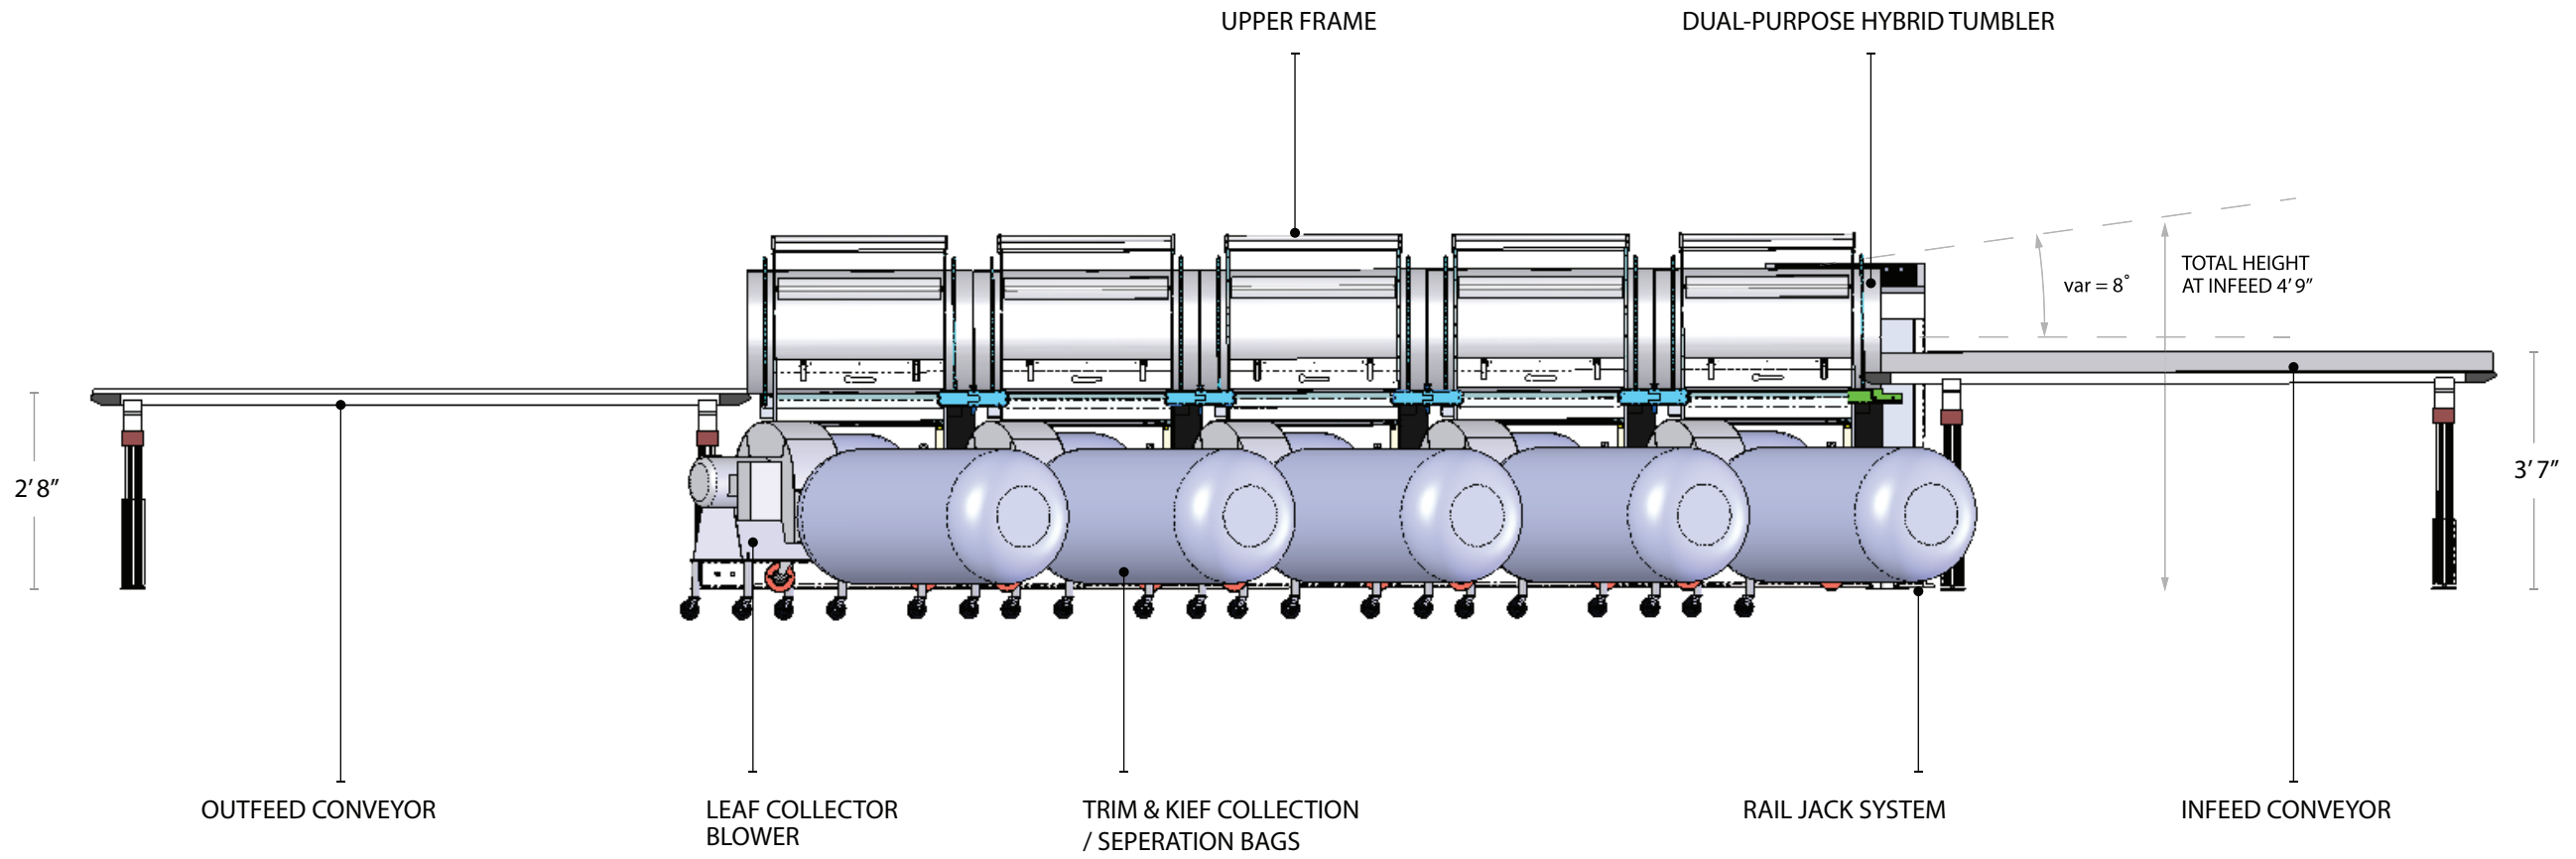 UPPER FRAME
DUAL-PURPOSE HYBRID TUMBLER
TOTAL HEIGHT
AT INFEED 4’9”
var = 8°
2’8”
3’7”
OUTFEED CONVEYOR
LEAF COLLECTOR
BLOWER
TRIM & KIEF COLLECTION
/ SEPERATION BAGS
RAIL JACK SYSTEM
INFEED CONVEYOR